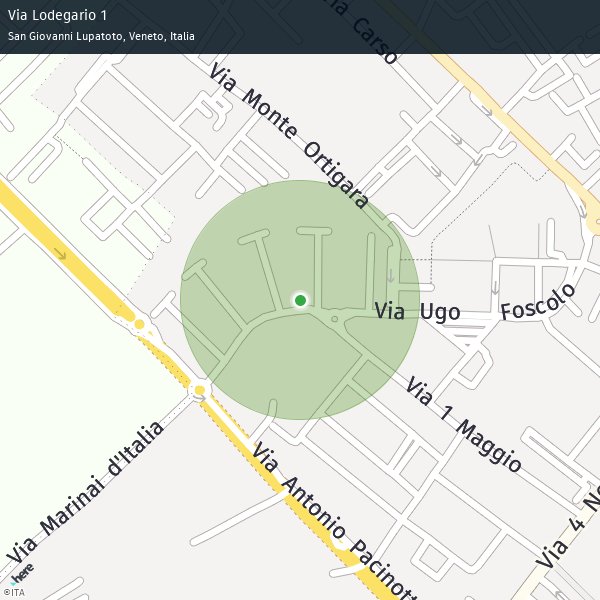 Via Lodegario 1
San Giovanni Lupatoto, Veneto, Italia
Carso
Via Monte Ortigara
Via Ugo Foscolo
Via 1 Maggio
Via Marinai d'Italia
Via Antonio Pacinott
Via 4 No
here
©ITA